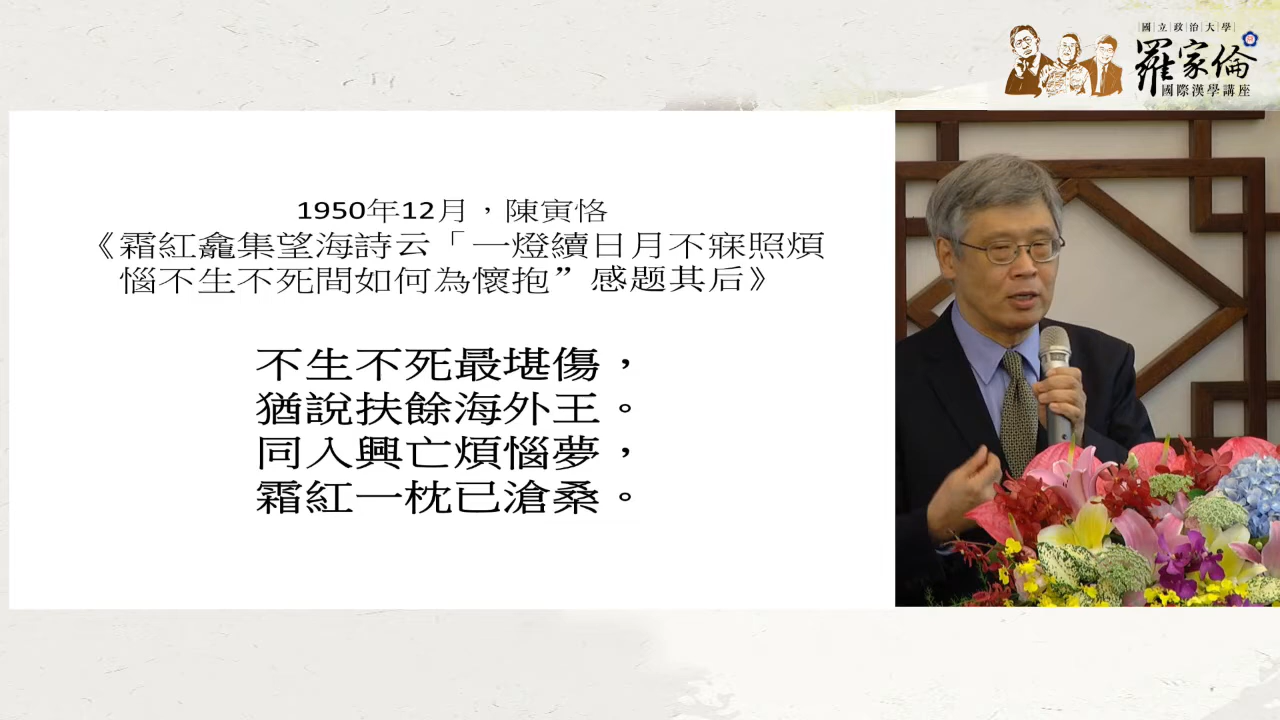 國立政治大學
羅家倫
國際漢學講座
1950年12月，陳寅恪
《霜紅龕集望海詩云「一燈續日月不寐照煩
惱不生不死間如何為懷抱”感题其后》
不生不死最堪傷，
猶說扶餘海外王。
同入興亡煩惱夢，
霜紅一枕已滄桑。